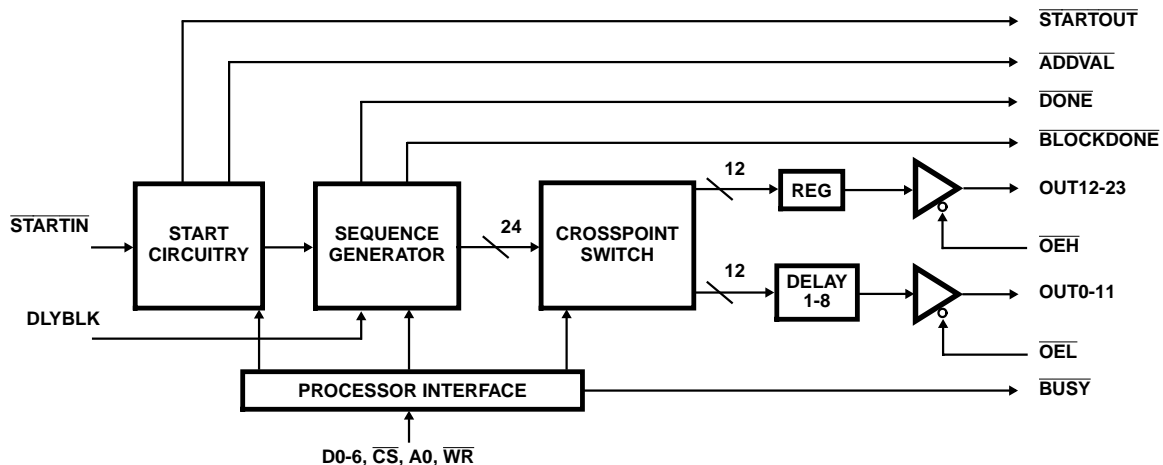 STARTOUT
ADDVAL
DONE
BLOCKDONE
12
REG
OUT12-23
STARTIN
START
CIRCUITRY
SEQUENCE
GENERATOR
24
CROSSPOINT
SWITCH
OEH
12
DELAY
1-8
OUT0-11
DLYBLK
OEL
PROCESSOR INTERFACE
BUSY
D0-6, CS, A0, WR